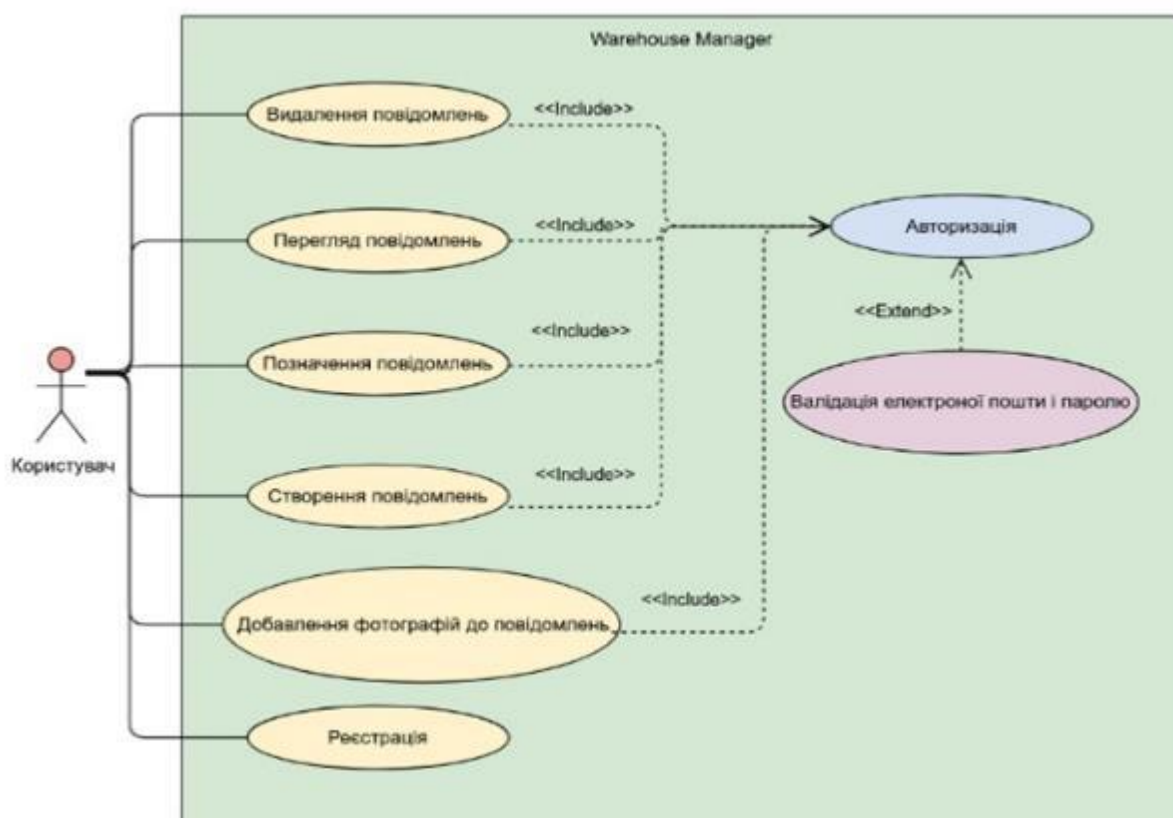 Warehouse Manager
Видалення повідомлень
<<Include>>
Перегляд повідомлень
<<Include>>
Авторизація
<<Extend>>
Позначення повідомлень
<<Include>>
Валідація електроної пошти і паролю
Користувач
Створення повідомлень
<<Include>>
Добавлення фотографій до повідомлень
<<Include>>
Реєстрація